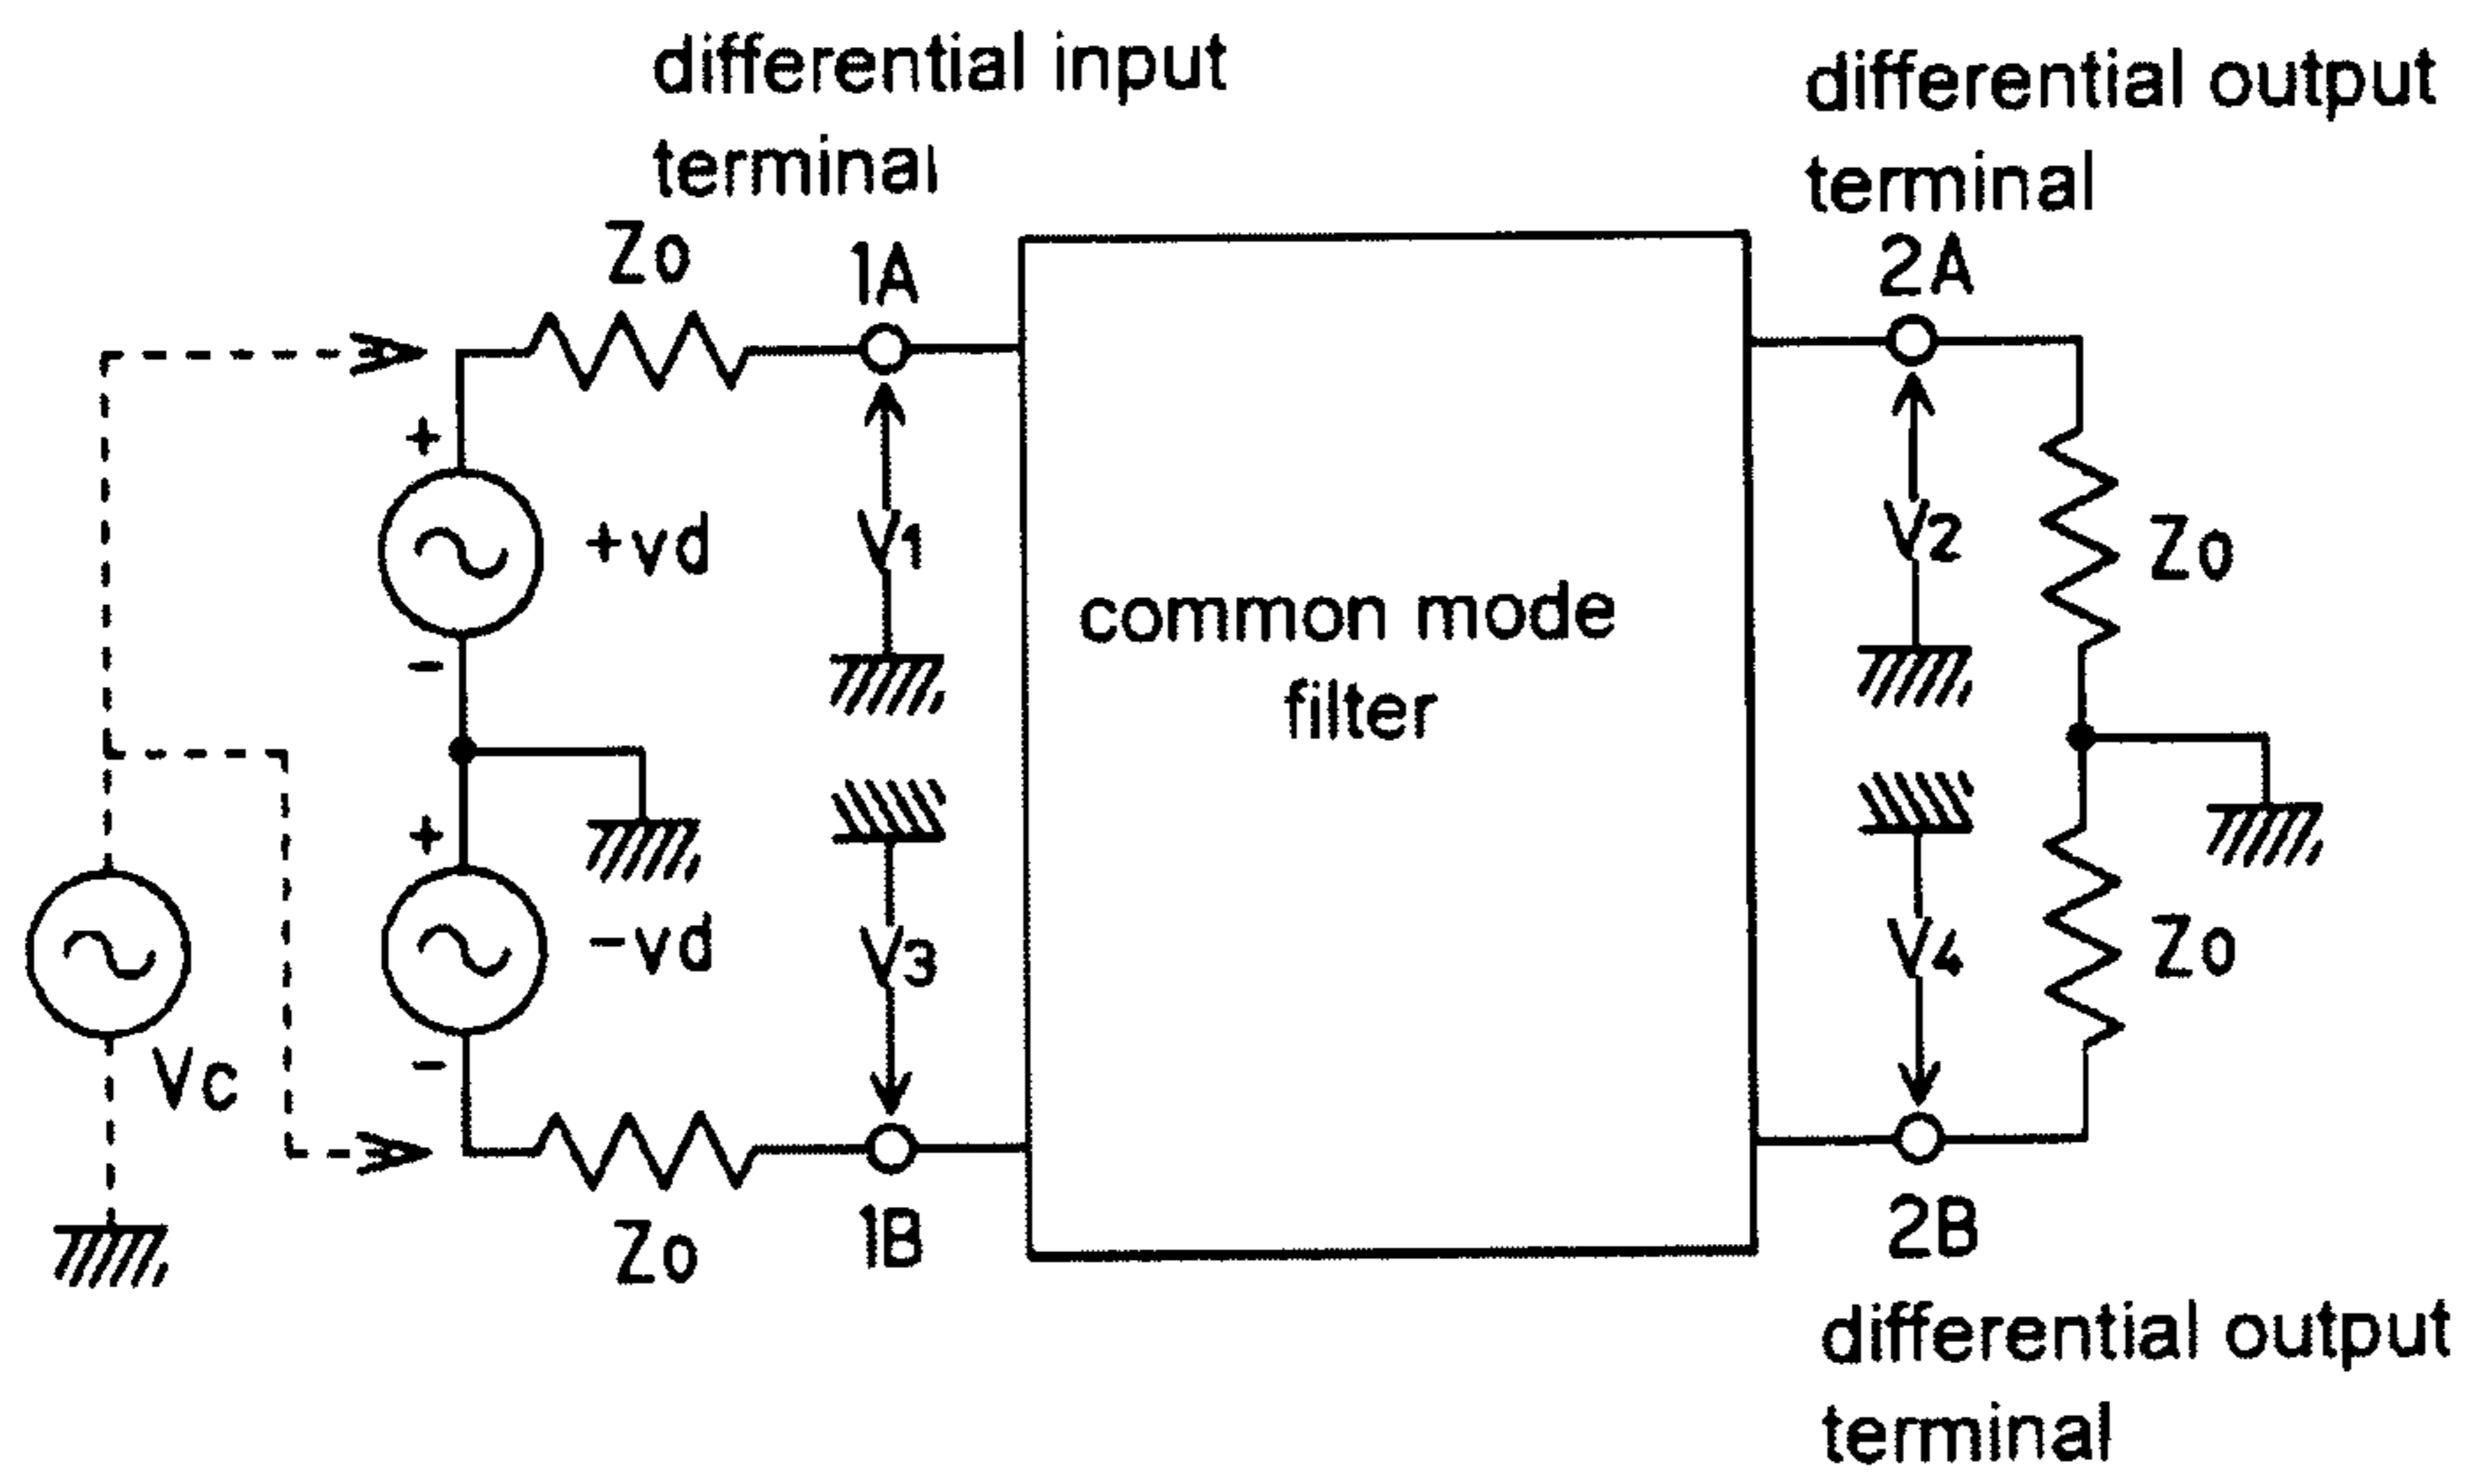 differential input
terminal
differential output
terminal
Zo
1A
2A
+
+vd
V1
V2
Zo
-
common mode
filter
+
-vd
V3
V4
Zo
-
Vc
Zo
1B
2B
differential output
terminal